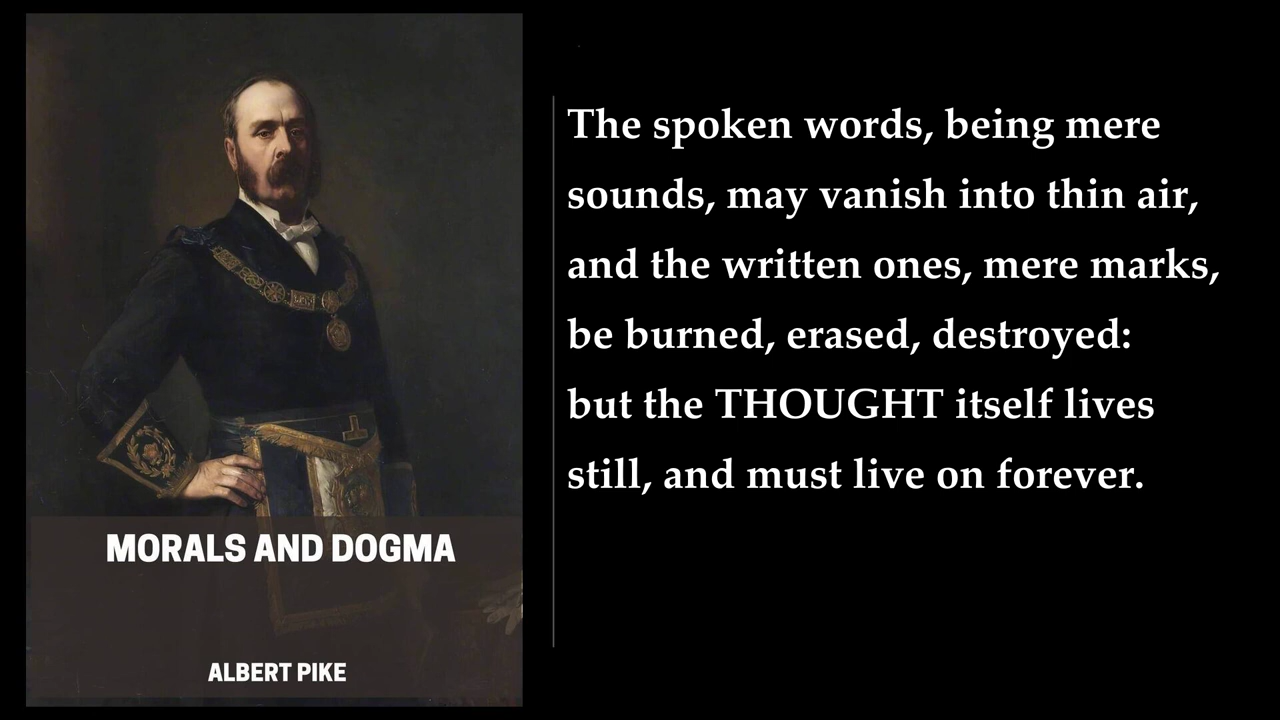 MORALS AND DOGMA
ALBERT PIKE
The spoken words, being mere
sounds, may vanish into thin air,
and the written ones, mere marks,
be burned, erased, destroyed:
but the THOUGHT itself lives
still, and must live on forever.